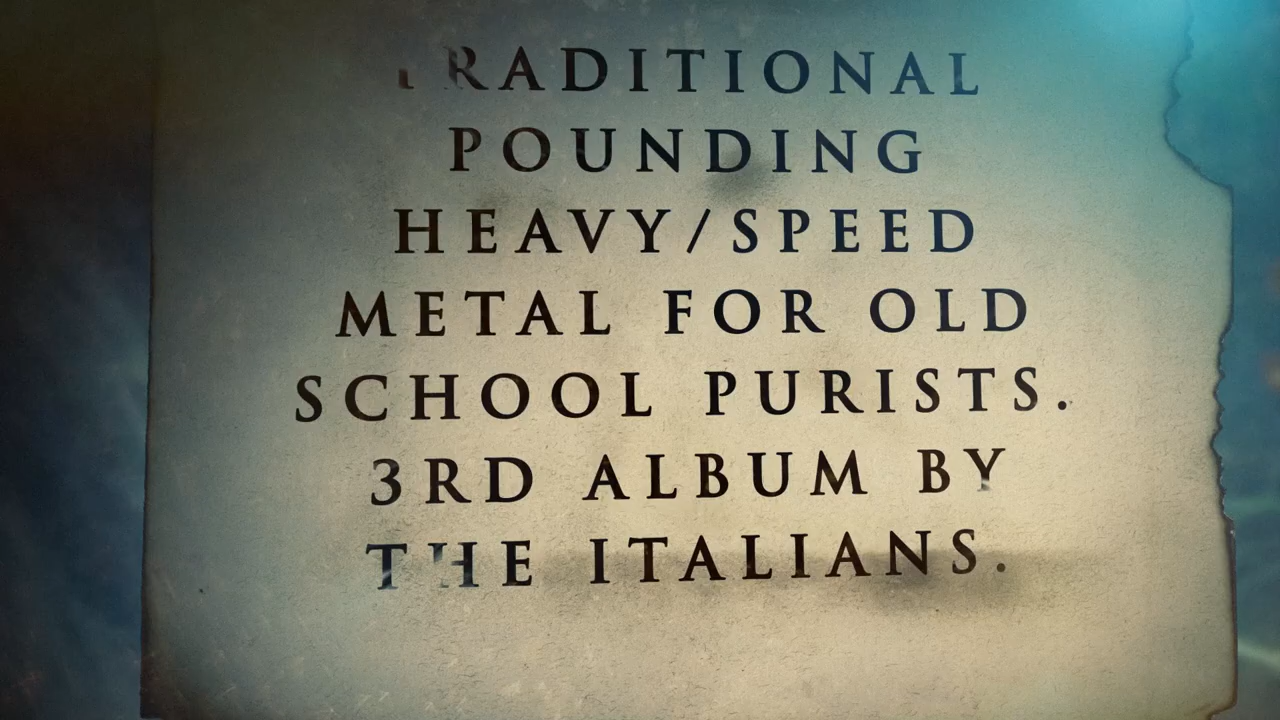 TRADITIONAL
POUNDING
HEAVY/SPEED
METAL FOR OLD
SCHOOL PURISTS.
3RD ALBUM BY
THE ITALIANS.